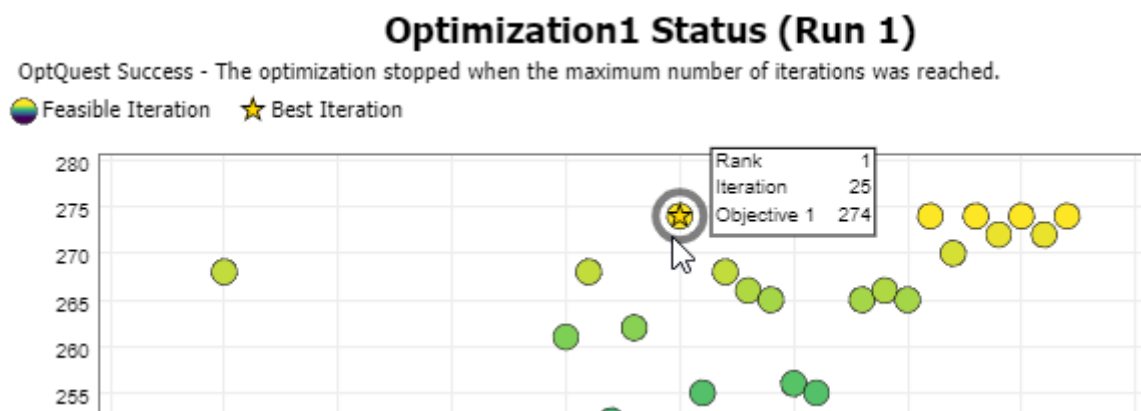 Optimization1 Status (Run 1)
OptQuest Success - The optimization stopped when the maximum number of iterations was reached.
Feasible Iteration Best Iteration
280
Rank 1
Iteration 25
Objective 1 274
275
270
265
260
255